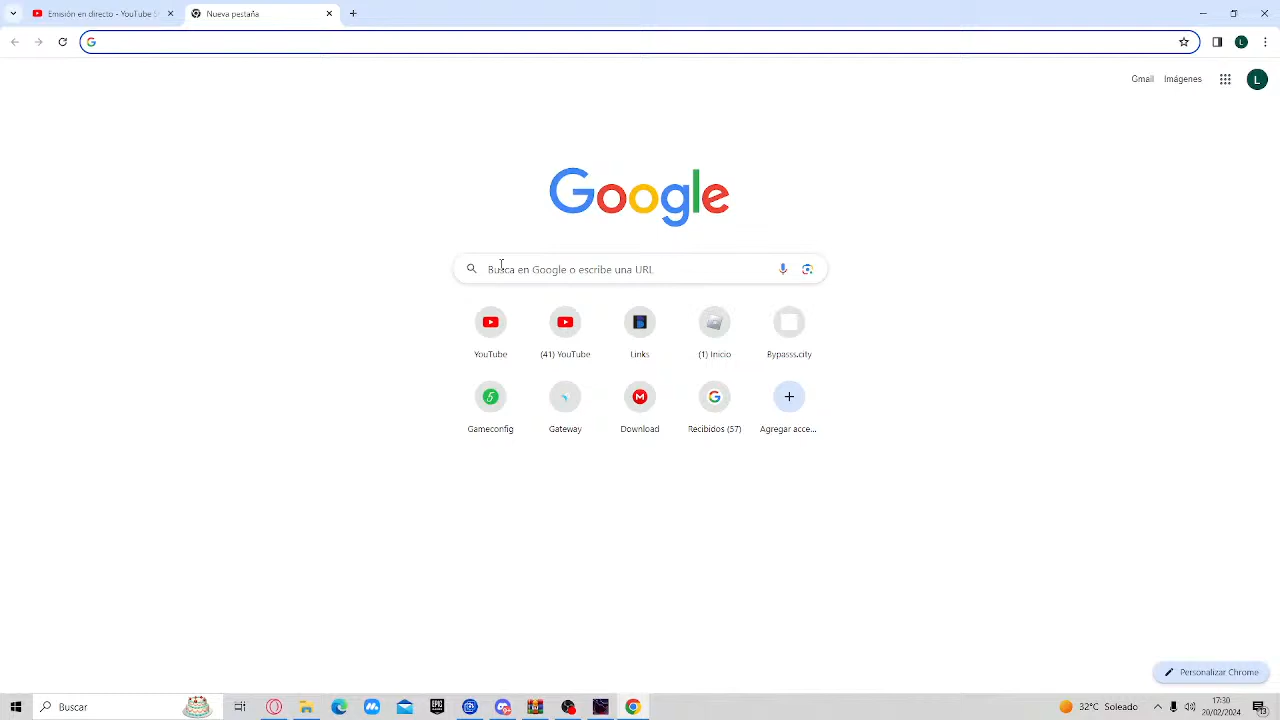 Emisión en directo - YouTube S
Nueva pestaña
L
Gmail
Imágenes
L
Google
Busca en Google o escribe una URL
YouTube
(41) YouTube
Links
(1) Inicio
Bypasss.city
Gameconfig
Gateway
Download
Recibidos (57)
Agregar acce...
Personalizar Chrome
Buscar
EPIC
32°C Soleado
17:30
20/02/2024